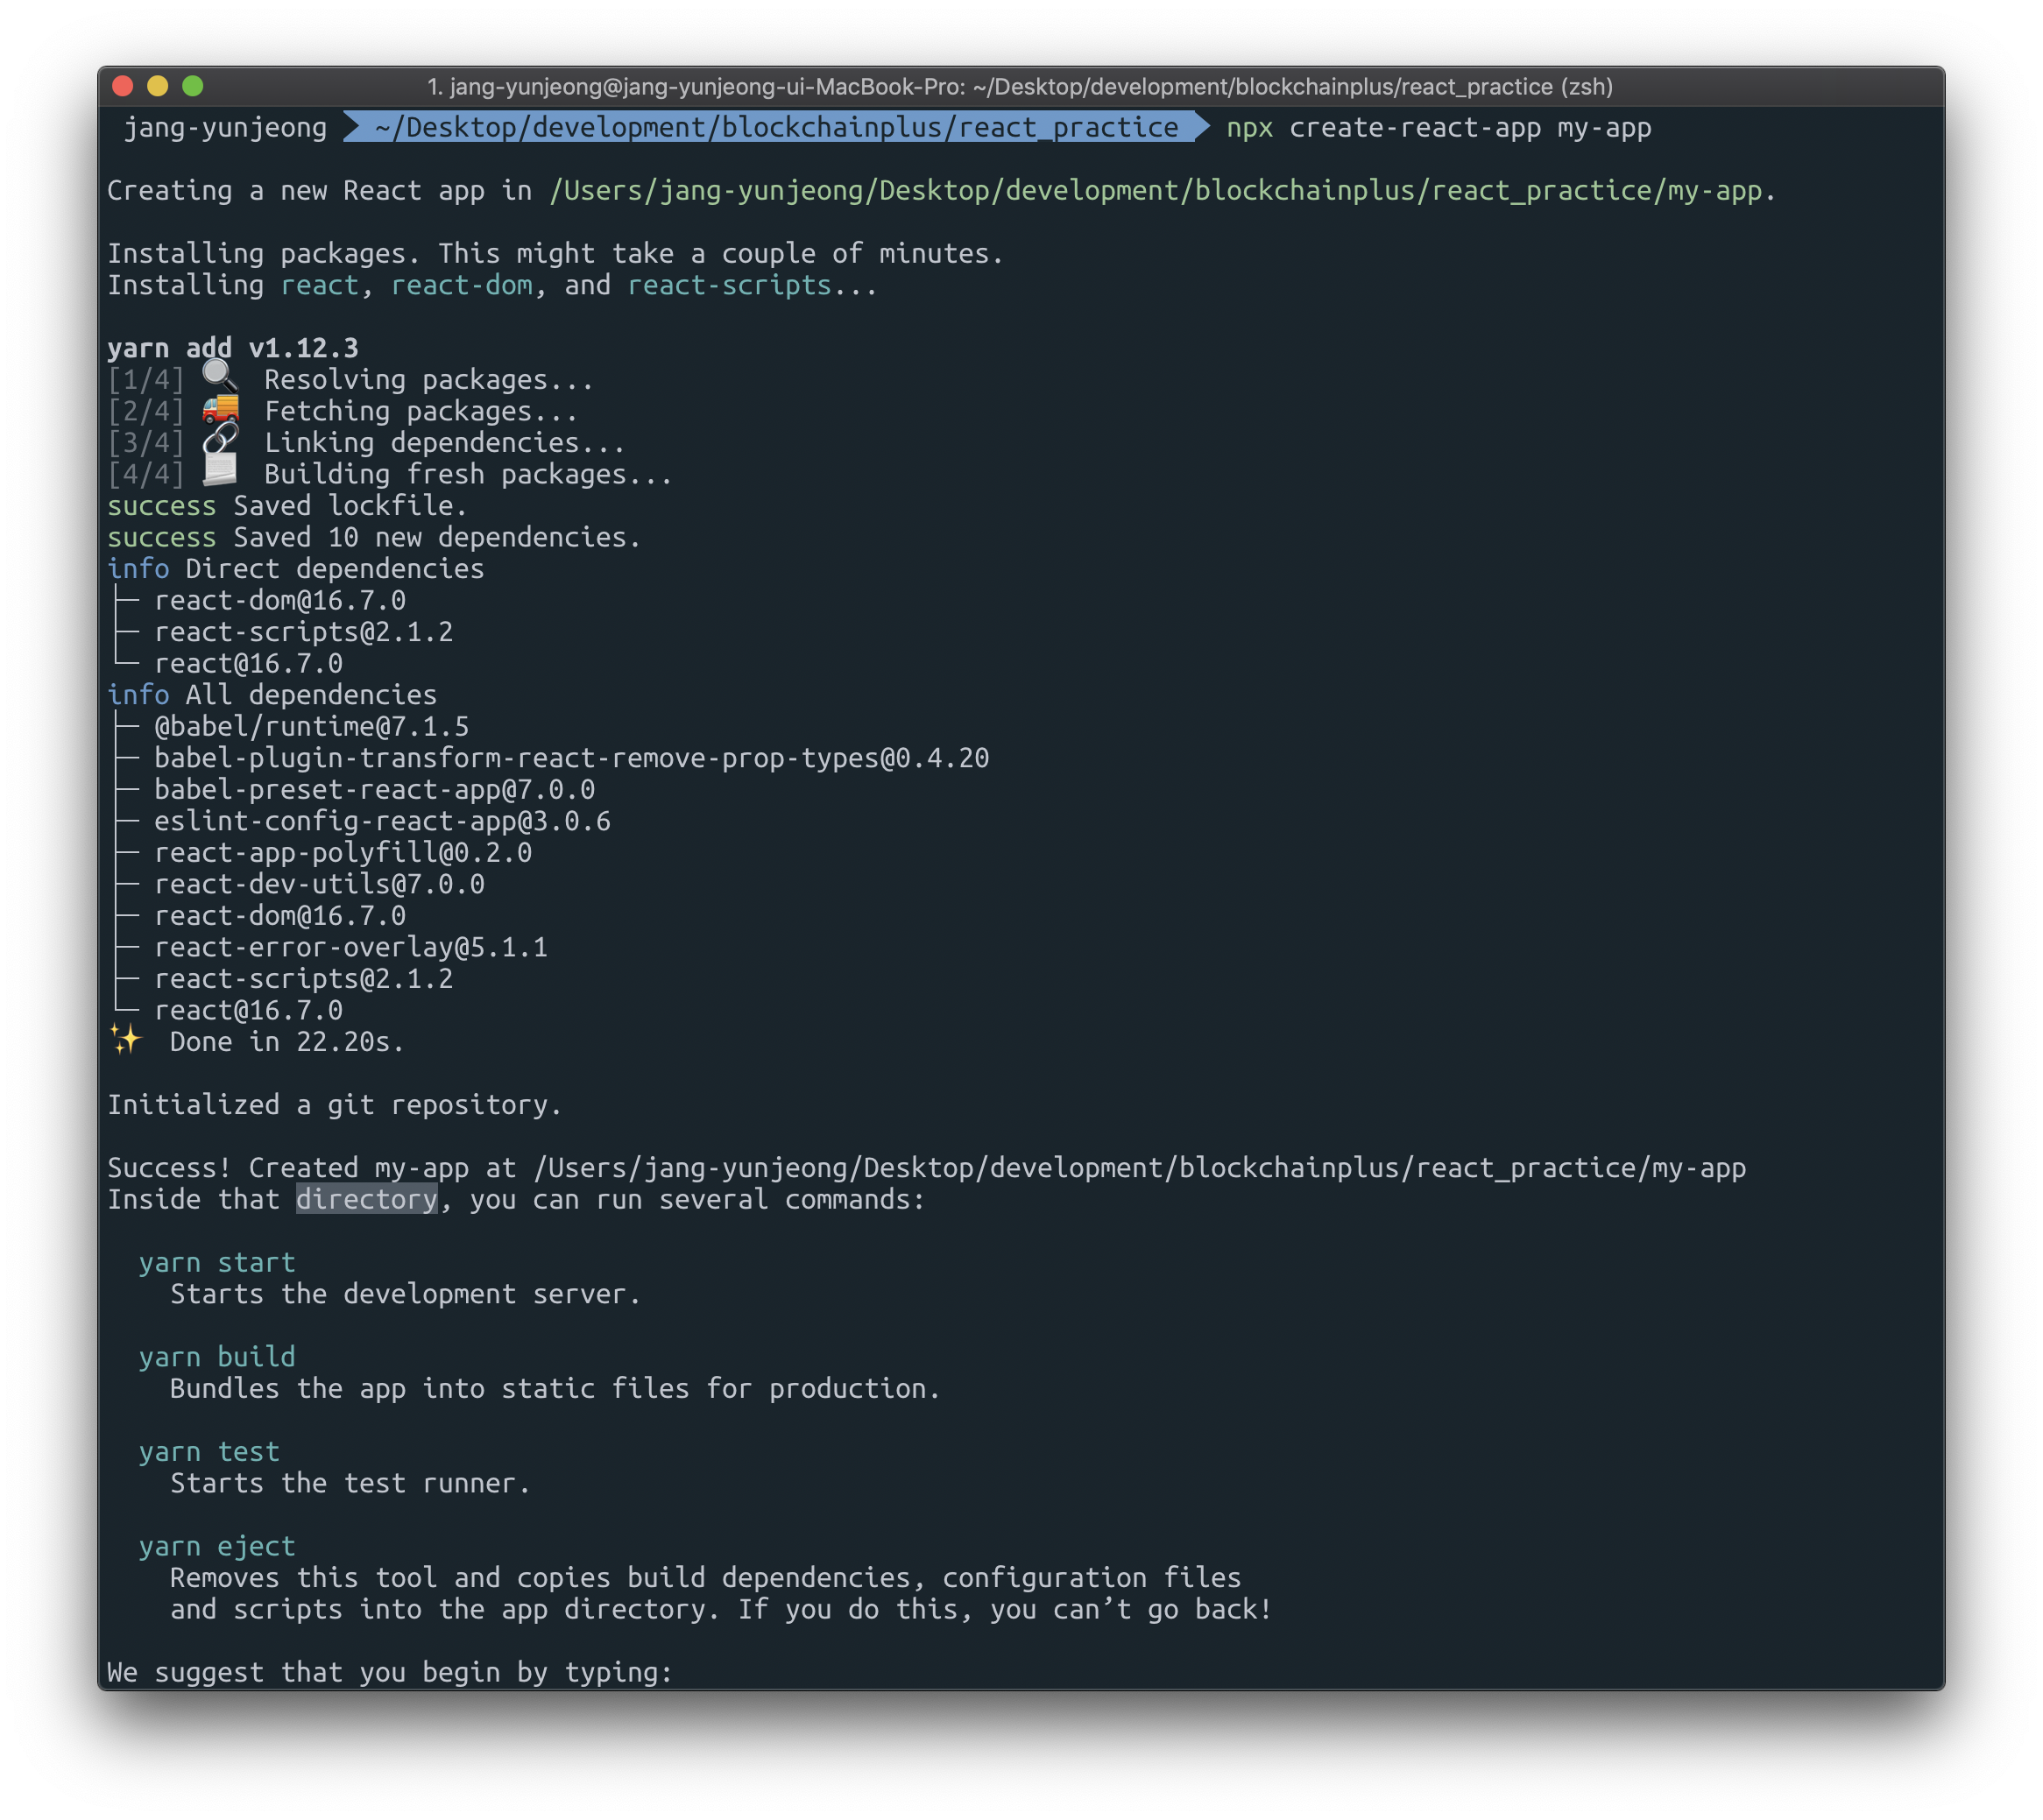 1. jang-yunjeong@jang-yunjeong-ui-MacBook-Pro: ~/Desktop/development/blockchainplus/react_practice (zsh)
jang-yunjeong ~/Desktop/development/blockchainplus/react_practice npx create-react-app my-app
Creating a new React app in /Users/jang-yunjeong/Desktop/development/blockchainplus/react_practice/my-app.
Installing packages. This might take a couple of minutes.
Installing react, react-dom, and react-scripts...
yarn add v1.12.3
[1/4] 🔍 Resolving packages...
[2/4] 🚚 Fetching packages...
[3/4] 🔗 Linking dependencies...
[4/4] 📃 Building fresh packages...
success Saved lockfile.
success Saved 10 new dependencies.
info Direct dependencies
├─ react-dom@16.7.0
├─ react-scripts@2.1.2
└─ react@16.7.0
info All dependencies
├─ @babel/runtime@7.1.5
├─ babel-plugin-transform-react-remove-prop-types@0.4.20
├─ babel-preset-react-app@7.0.0
├─ eslint-config-react-app@3.0.6
├─ react-app-polyfill@0.2.0
├─ react-dev-utils@7.0.0
├─ react-dom@16.7.0
├─ react-error-overlay@5.1.1
├─ react-scripts@2.1.2
└─ react@16.7.0
✨ Done in 22.20s.
Initialized a git repository.
Success! Created my-app at /Users/jang-yunjeong/Desktop/development/blockchainplus/react_practice/my-app
Inside that directory, you can run several commands:
yarn start
Starts the development server.
yarn build
Bundles the app into static files for production.
yarn test
Starts the test runner.
yarn eject
Removes this tool and copies build dependencies, configuration files
and scripts into the app directory. If you do this, you can’t go back!
We suggest that you begin by typing: